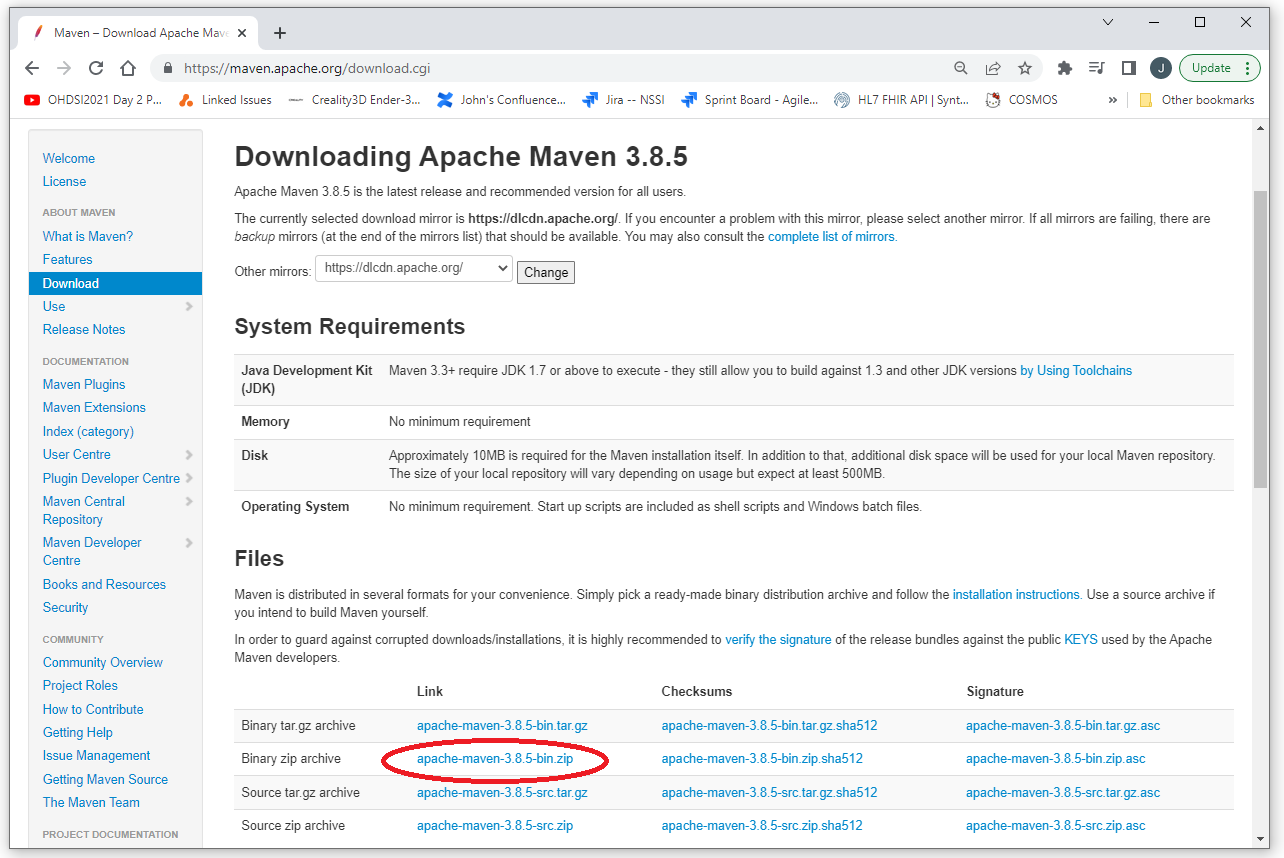 Maven – Download Apache Mav
https://maven.apache.org/download.cgi
J
Update
OHDSI2021 Day 2 P...
Linked Issues
Creality3D Ender-3...
John's Confluence...
Jira -- NSSI
Sprint Board - Agile...
HL7 FHIR API | Synt...
COSMOS
»
Other bookmarks
Welcome
License
ABOUT MAVEN
What is Maven?
Features
Download
Use
Release Notes
DOCUMENTATION
Maven Plugins
Maven Extensions
Index (category)
User Centre
Plugin Developer Centre
Maven Central
Repository
Maven Developer
Centre
Books and Resources
Security
COMMUNITY
Community Overview
Project Roles
How to Contribute
Getting Help
Issue Management
Getting Maven Source
The Maven Team
PROJECT DOCUMENTATION
Downloading Apache Maven 3.8.5
Apache Maven 3.8.5 is the latest release and recommended version for all users.
The currently selected download mirror is https://dlcdn.apache.org/. If you encounter a problem with this mirror, please select another mirror. If all mirrors are failing, there are
backup mirrors (at the end of the mirrors list) that should be available. You may also consult the complete list of mirrors.
Other mirrors: https://dlcdn.apache.org/ Change
System Requirements
Java Development Kit Maven 3.3+ require JDK 1.7 or above to execute - they still allow you to build against 1.3 and other JDK versions by Using Toolchains
(JDK)
Memory No minimum requirement
Disk Approximately 10MB is required for the Maven installation itself. In addition to that, additional disk space will be used for your local Maven repository.
The size of your local repository will vary depending on usage but expect at least 500MB.
Operating System No minimum requirement. Start up scripts are included as shell scripts and Windows batch files.
Files
Maven is distributed in several formats for your convenience. Simply pick a ready-made binary distribution archive and follow the installation instructions. Use a source archive if
you intend to build Maven yourself.
In order to guard against corrupted downloads/installations, it is highly recommended to verify the signature of the release bundles against the public KEYS used by the Apache
Maven developers.
Link Checksums Signature
Binary tar.gz archive apache-maven-3.8.5-bin.tar.gz apache-maven-3.8.5-bin.tar.gz.sha512 apache-maven-3.8.5-bin.tar.gz.asc
Binary zip archive apache-maven-3.8.5-bin.zip apache-maven-3.8.5-bin.zip.sha512 apache-maven-3.8.5-bin.zip.asc
Source tar.gz archive apache-maven-3.8.5-src.tar.gz apache-maven-3.8.5-src.tar.gz.sha512 apache-maven-3.8.5-src.tar.gz.asc
Source zip archive apache-maven-3.8.5-src.zip apache-maven-3.8.5-src.zip.sha512 apache-maven-3.8.5-src.zip.asc